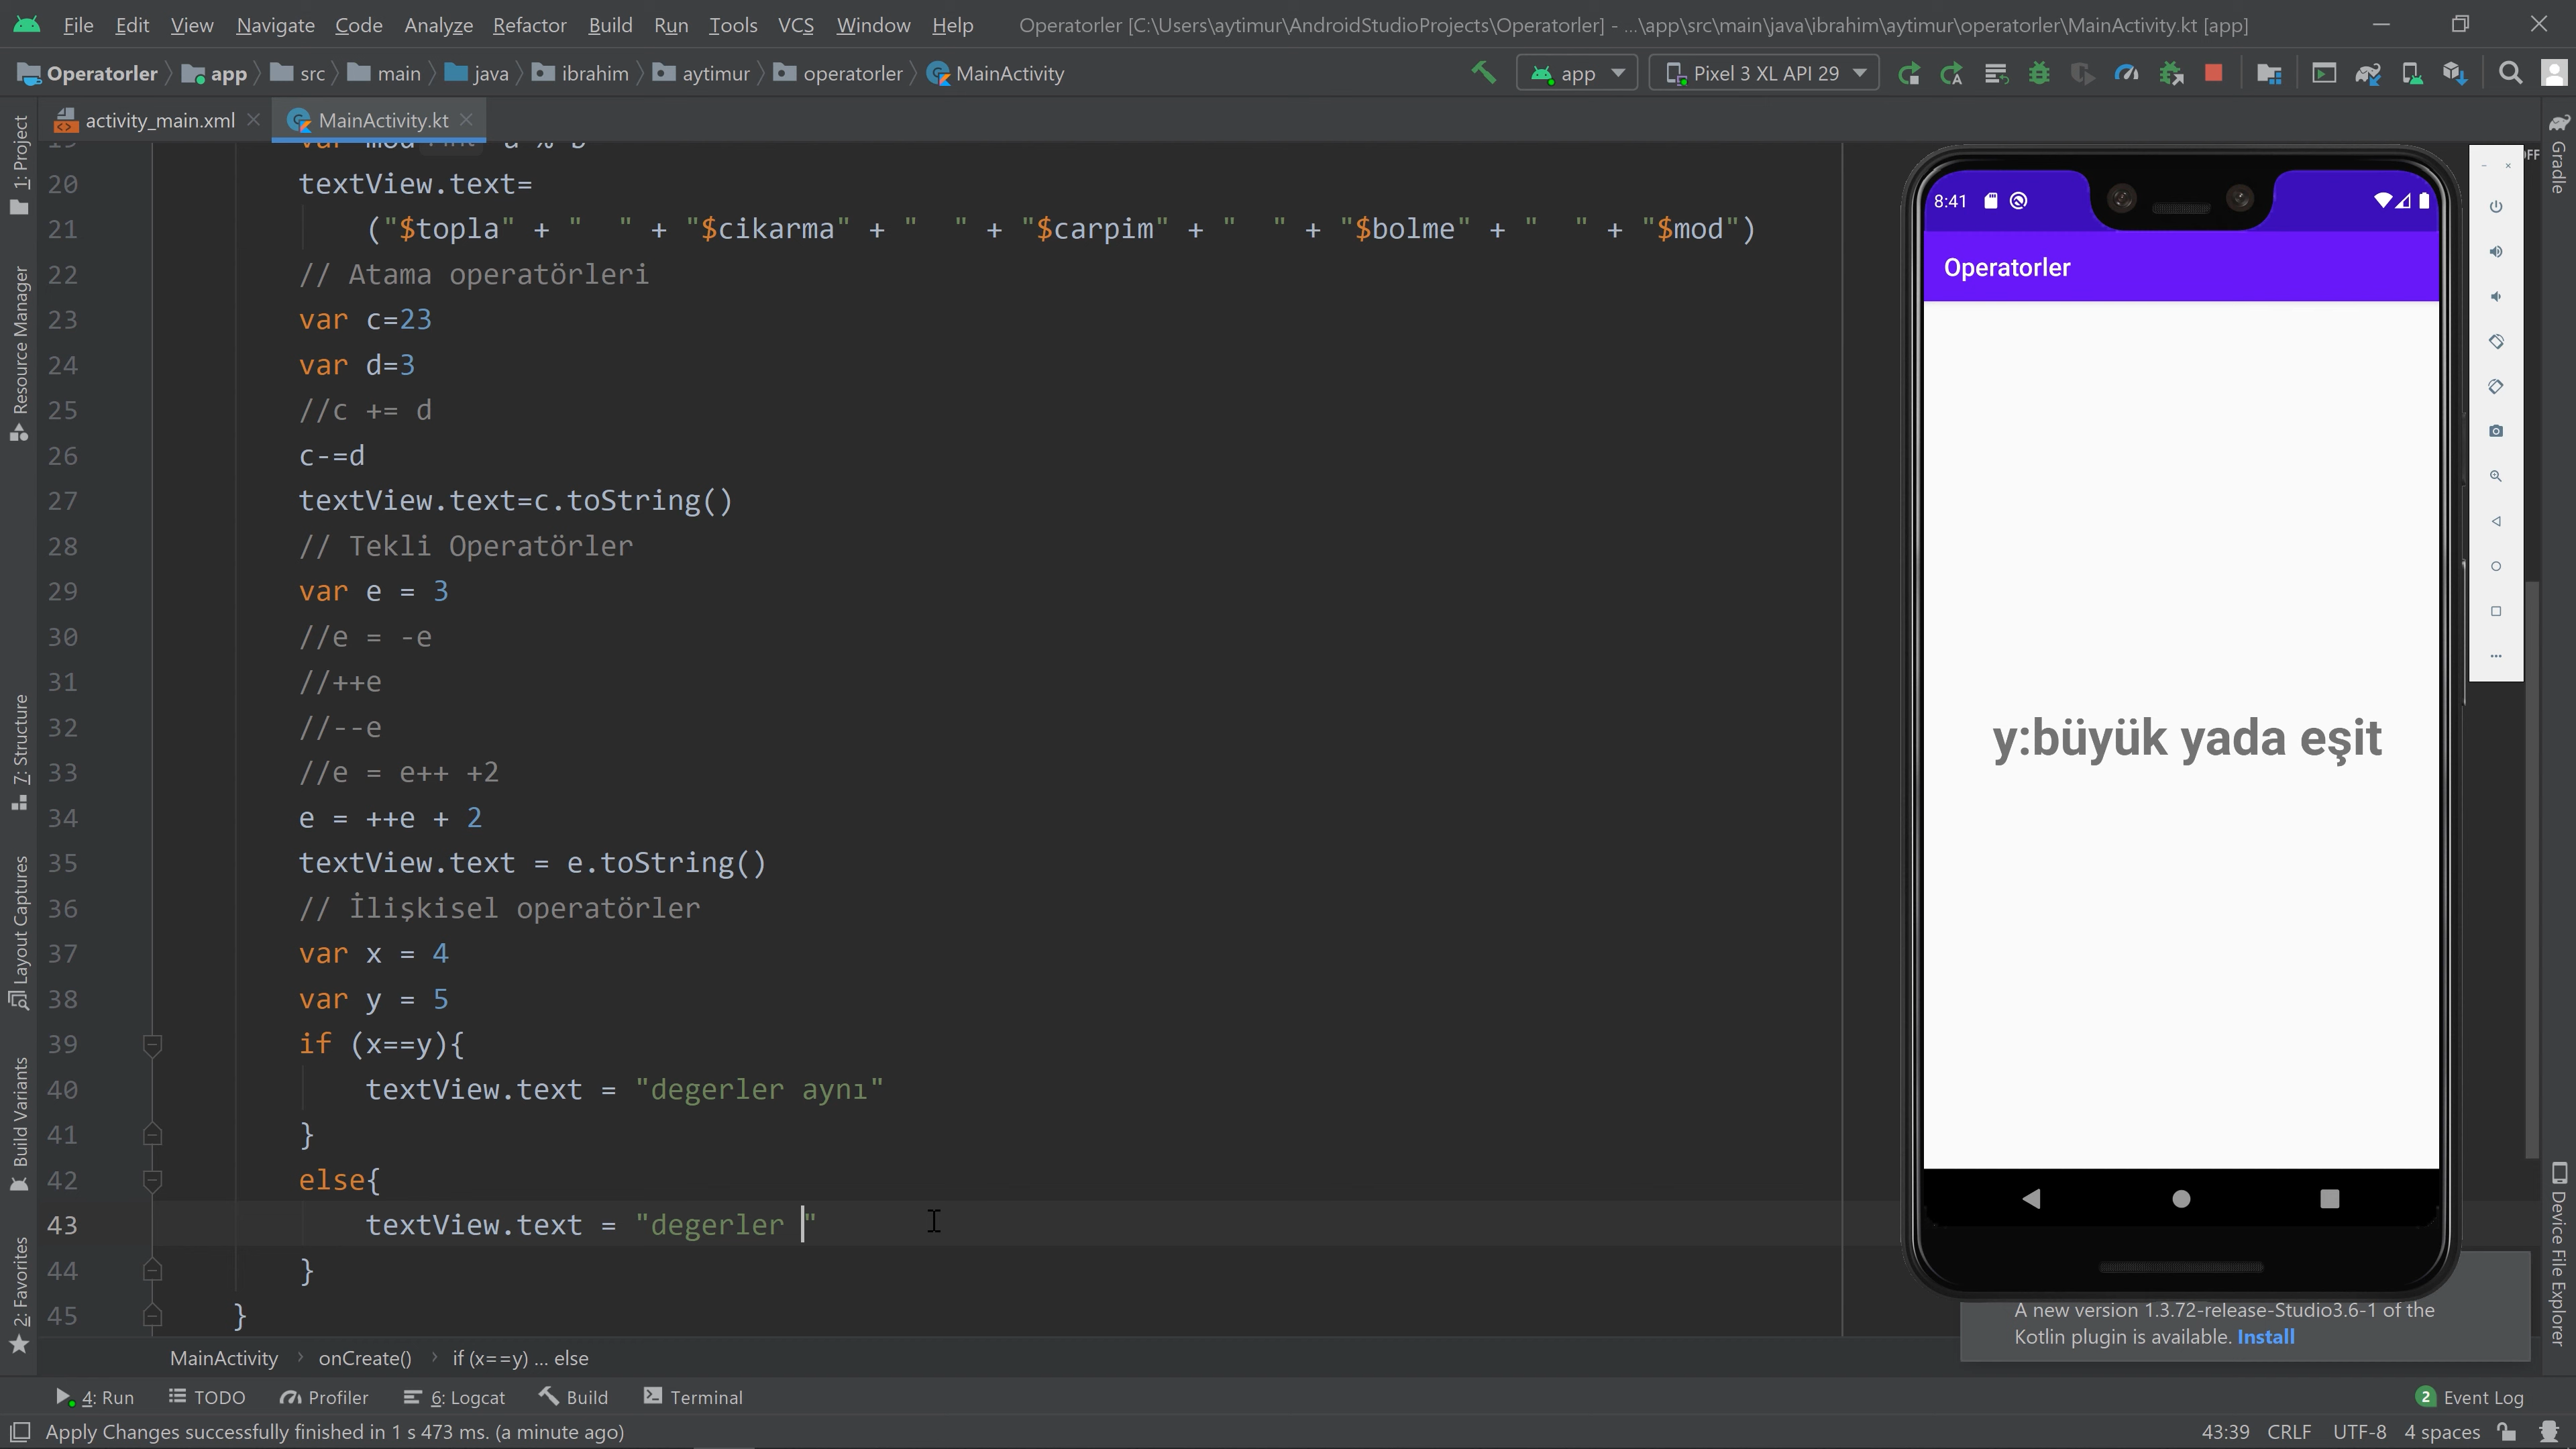 File Edit View Navigate Code Analyze Refactor Build Run Tools VCS Window Help Operatorler [C:\Users\aytimur\AndroidStudioProjects\Operatorler] - ...\app\src\main\java\ibrahim\aytimur\operatorler\MainActivity.kt [app]
Operatorler app src main java ibrahim aytimur operatorler MainActivity app Pixel 3 XL API 29
activity_main.xml MainActivity.kt
20 textView.text=
21 ("$topla" + "  " + "$cikarma" + "  " + "$carpim" + "  " + "$bolme" + "  " + "$mod")
22 // Atama operatörleri
23 var c=23
24 var d=3
25 //c += d
26 c-=d
27 textView.text=c.toString()
28 // Tekli Operatörler
29 var e = 3
30 //e = -e
31 //++e
32 //--e
33 //e = e++ +2
34 e = ++e + 2
35 textView.text = e.toString()
36 // İlişkisel operatörler
37 var x = 4
38 var y = 5
39 if (x==y){
40 textView.text = "degerler aynı"
41 }
42 else{
43 textView.text = "degerler "
44 }
45 }
MainActivity onCreate() if (x==y) ... else
1: Project
Resource Manager
7: Structure
Layout Captures
Build Variants
2: Favorites
8:41
Operatorler
y:büyük yada eşit
Gradle
Device File Explorer
A new version 1.3.72-release-Studio3.6-1 of the
Kotlin plugin is available. Install
4: Run TODO Profiler 6: Logcat Build Terminal 2 Event Log
Apply Changes successfully finished in 1 s 473 ms. (a minute ago) 43:39 CRLF UTF-8 4 spaces